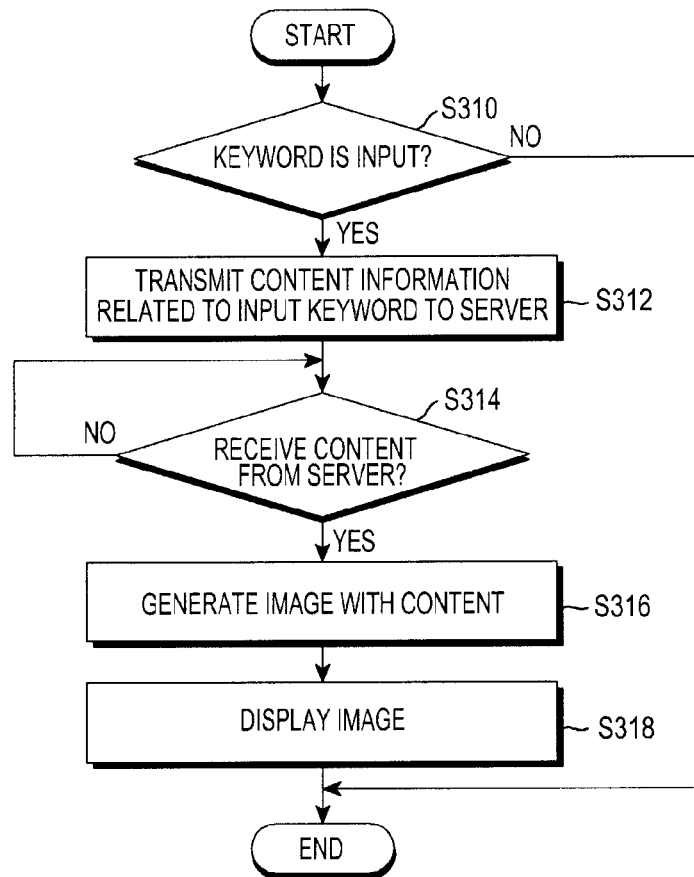 START
S310
KEYWORD IS INPUT?
NO
YES
TRANSMIT CONTENT INFORMATION
RELATED TO INPUT KEYWORD TO SERVER
S312
S314
NO
RECEIVE CONTENT
FROM SERVER?
YES
GENERATE IMAGE WITH CONTENT
S316
DISPLAY IMAGE
S318
END